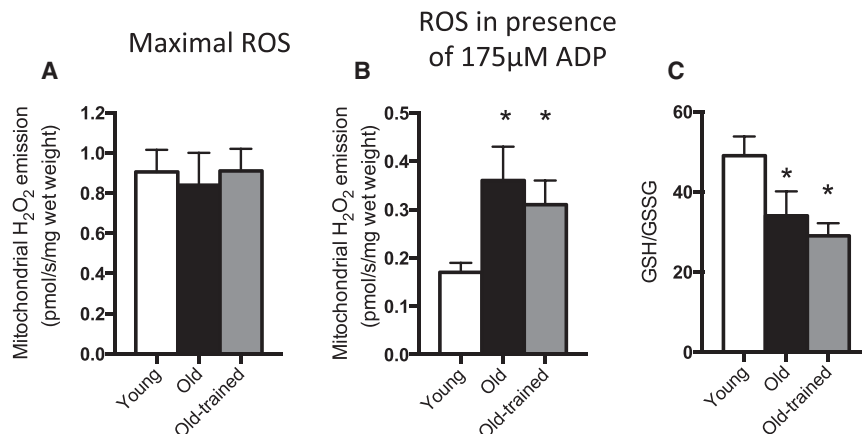 Maximal ROS
ROS in presence
of 175µM ADP
A
Mitochondrial H₂O₂ emission
(pmol/s/mg wet weight)
1.2
1.0
0.8
0.6
0.4
0.2
0.0
Young
Old
Old-trained
B
Mitochondrial H₂O₂ emission
(pmol/s/mg wet weight)
0.5
0.4
0.3
0.2
0.1
0.0
*
*
Young
Old
Old-trained
C
GSH/GSSG
60
40
20
0
*
*
Young
Old
Old-trained